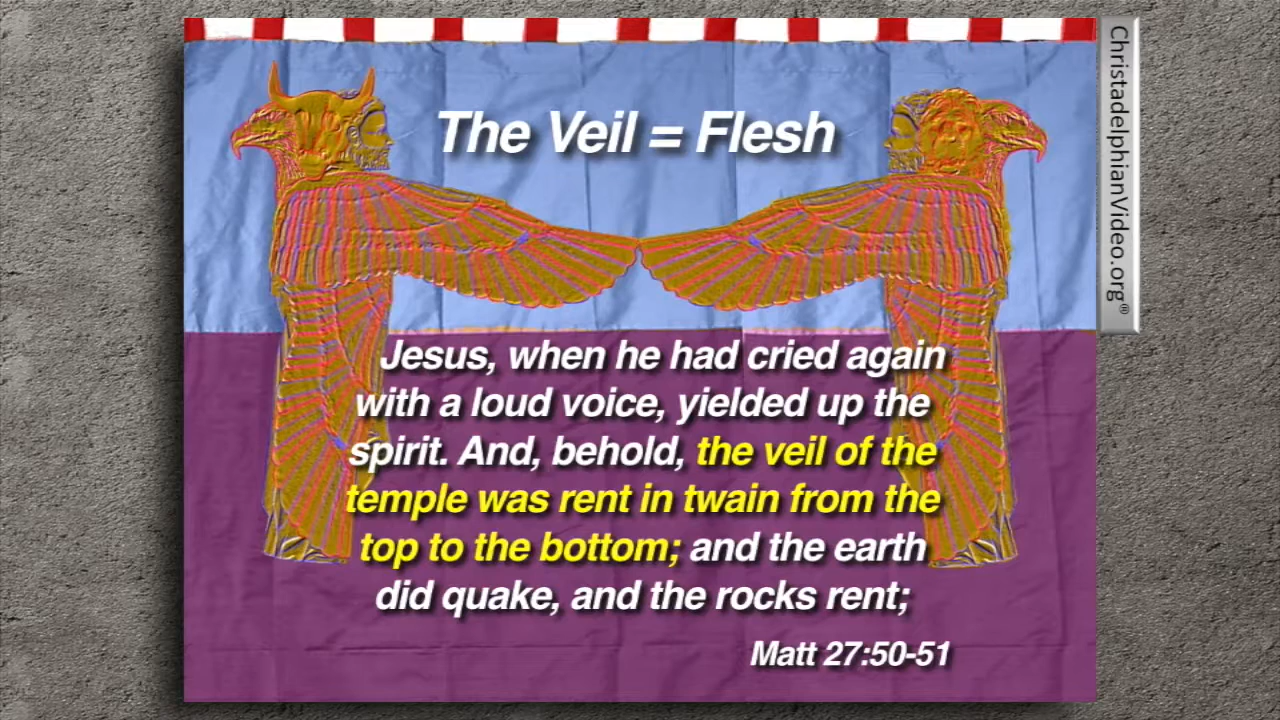 The Veil = Flesh
Jesus, when he had cried again
with a loud voice, yielded up the
spirit. And, behold, the veil of the
temple was rent in twain from the
top to the bottom; and the earth
did quake, and the rocks rent;
Matt 27:50-51
ChristadelphianVideo.org®